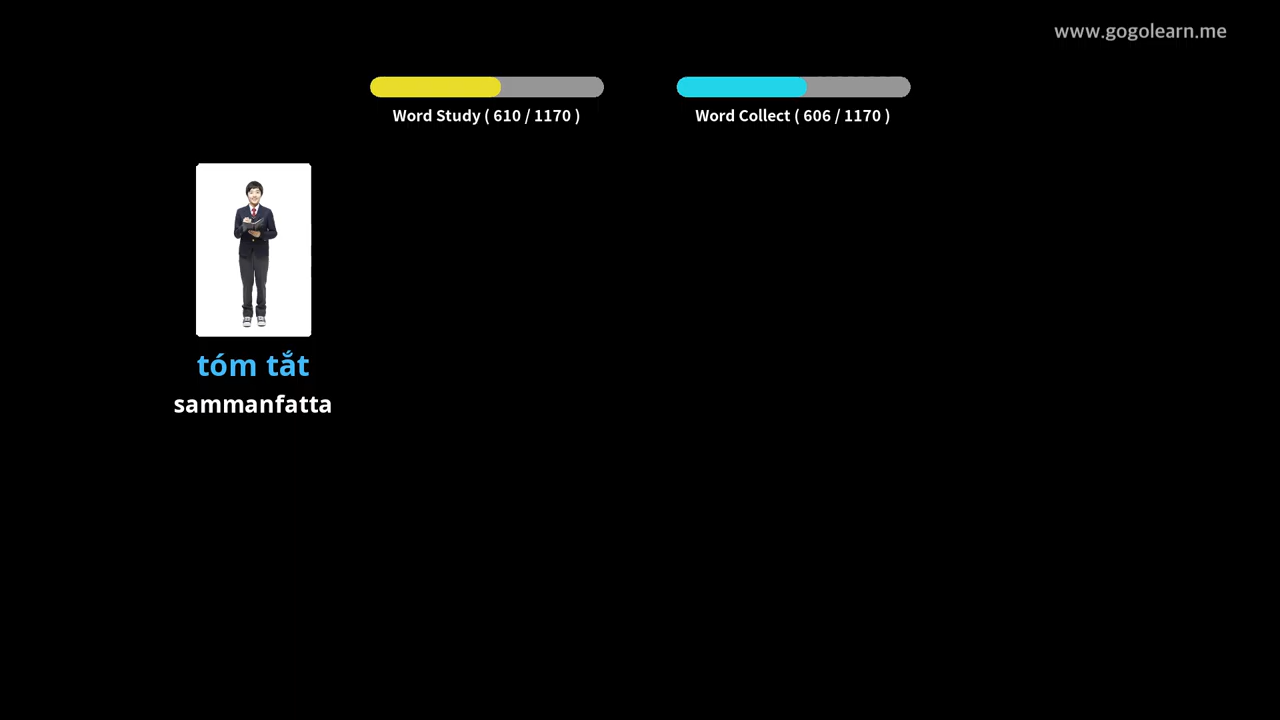 www.gogolearn.me
Word Study ( 610 / 1170 )
Word Collect ( 606 / 1170 )
tóm tắt
sammanfatta